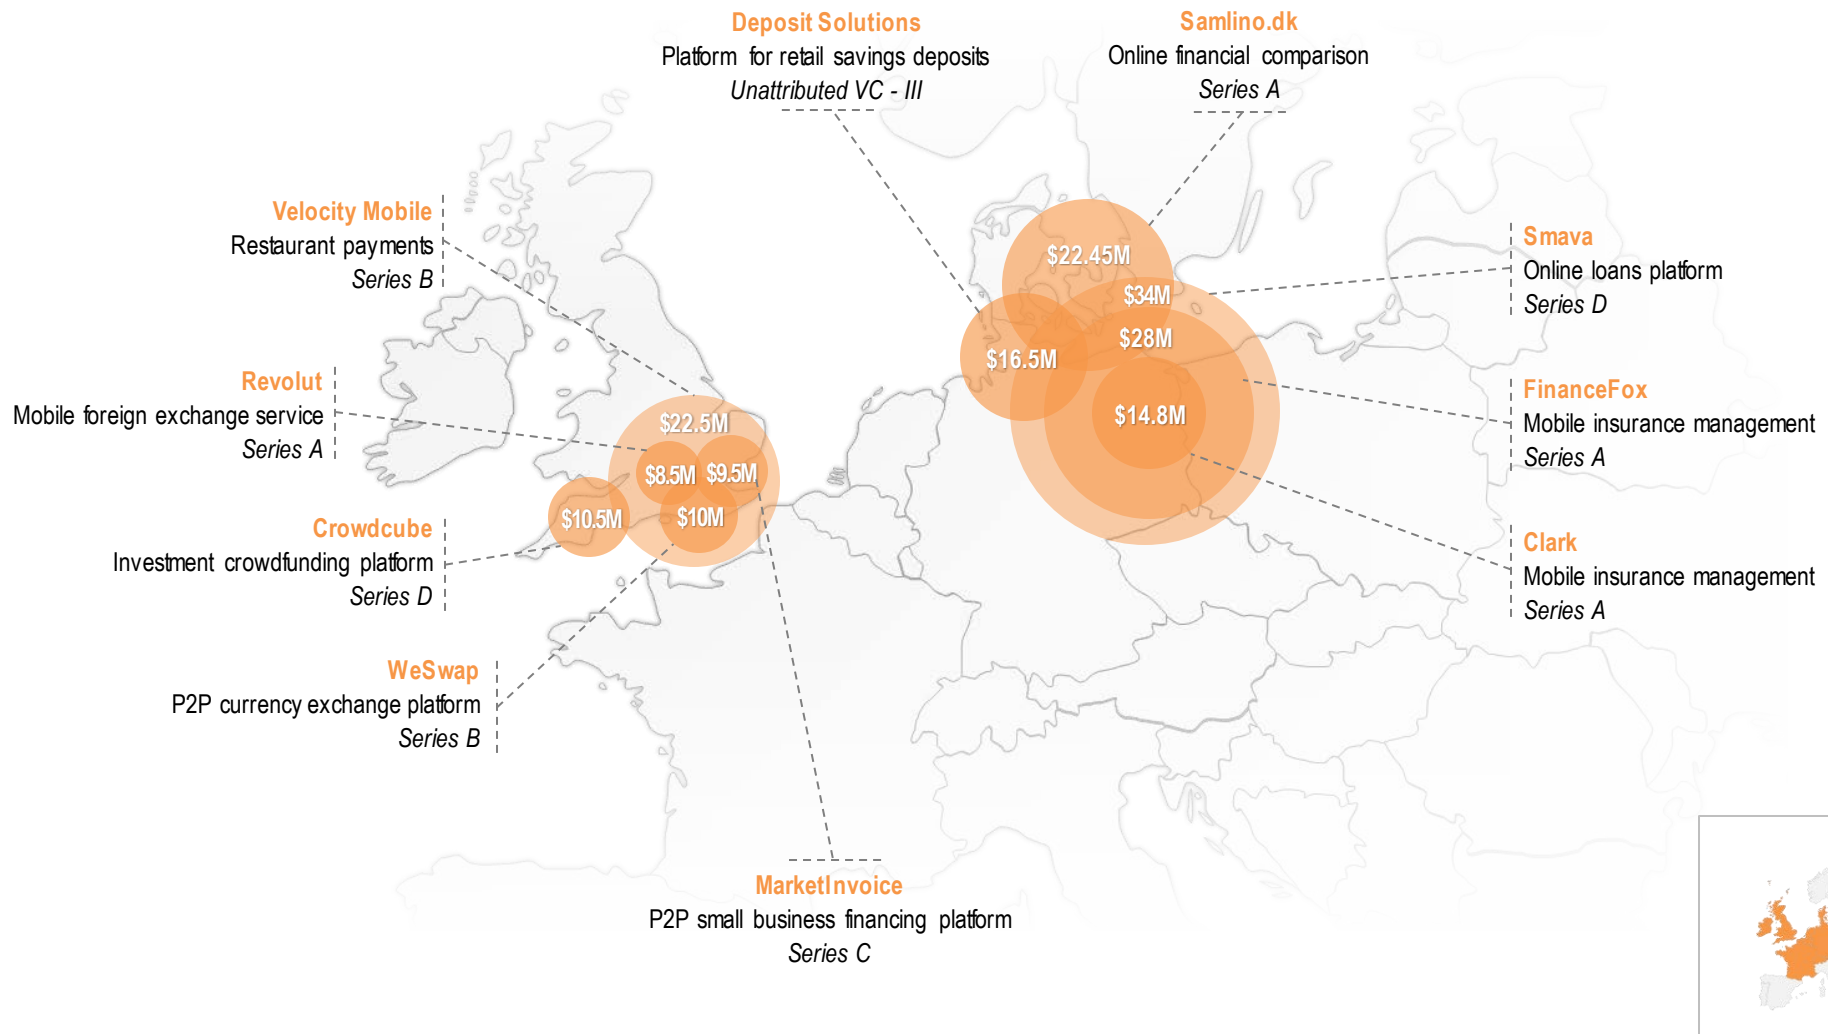 Deposit Solutions
Platform for retail savings deposits
Unattributed VC - III
Samlino.dk
Online financial comparison
Series A
Velocity Mobile
Restaurant payments
Series B
Smava
Online loans platform
Series D
$22.45M
$34M
$28M
$16.5M
$14.8M
Revolut
Mobile foreign exchange service
Series A
FinanceFox
Mobile insurance management
Series A
$22.5M
$8.5M
$9.5M
$10.5M
$10M
Crowdcube
Investment crowdfunding platform
Series D
Clark
Mobile insurance management
Series A
WeSwap
P2P currency exchange platform
Series B
MarketInvoice
P2P small business financing platform
Series C